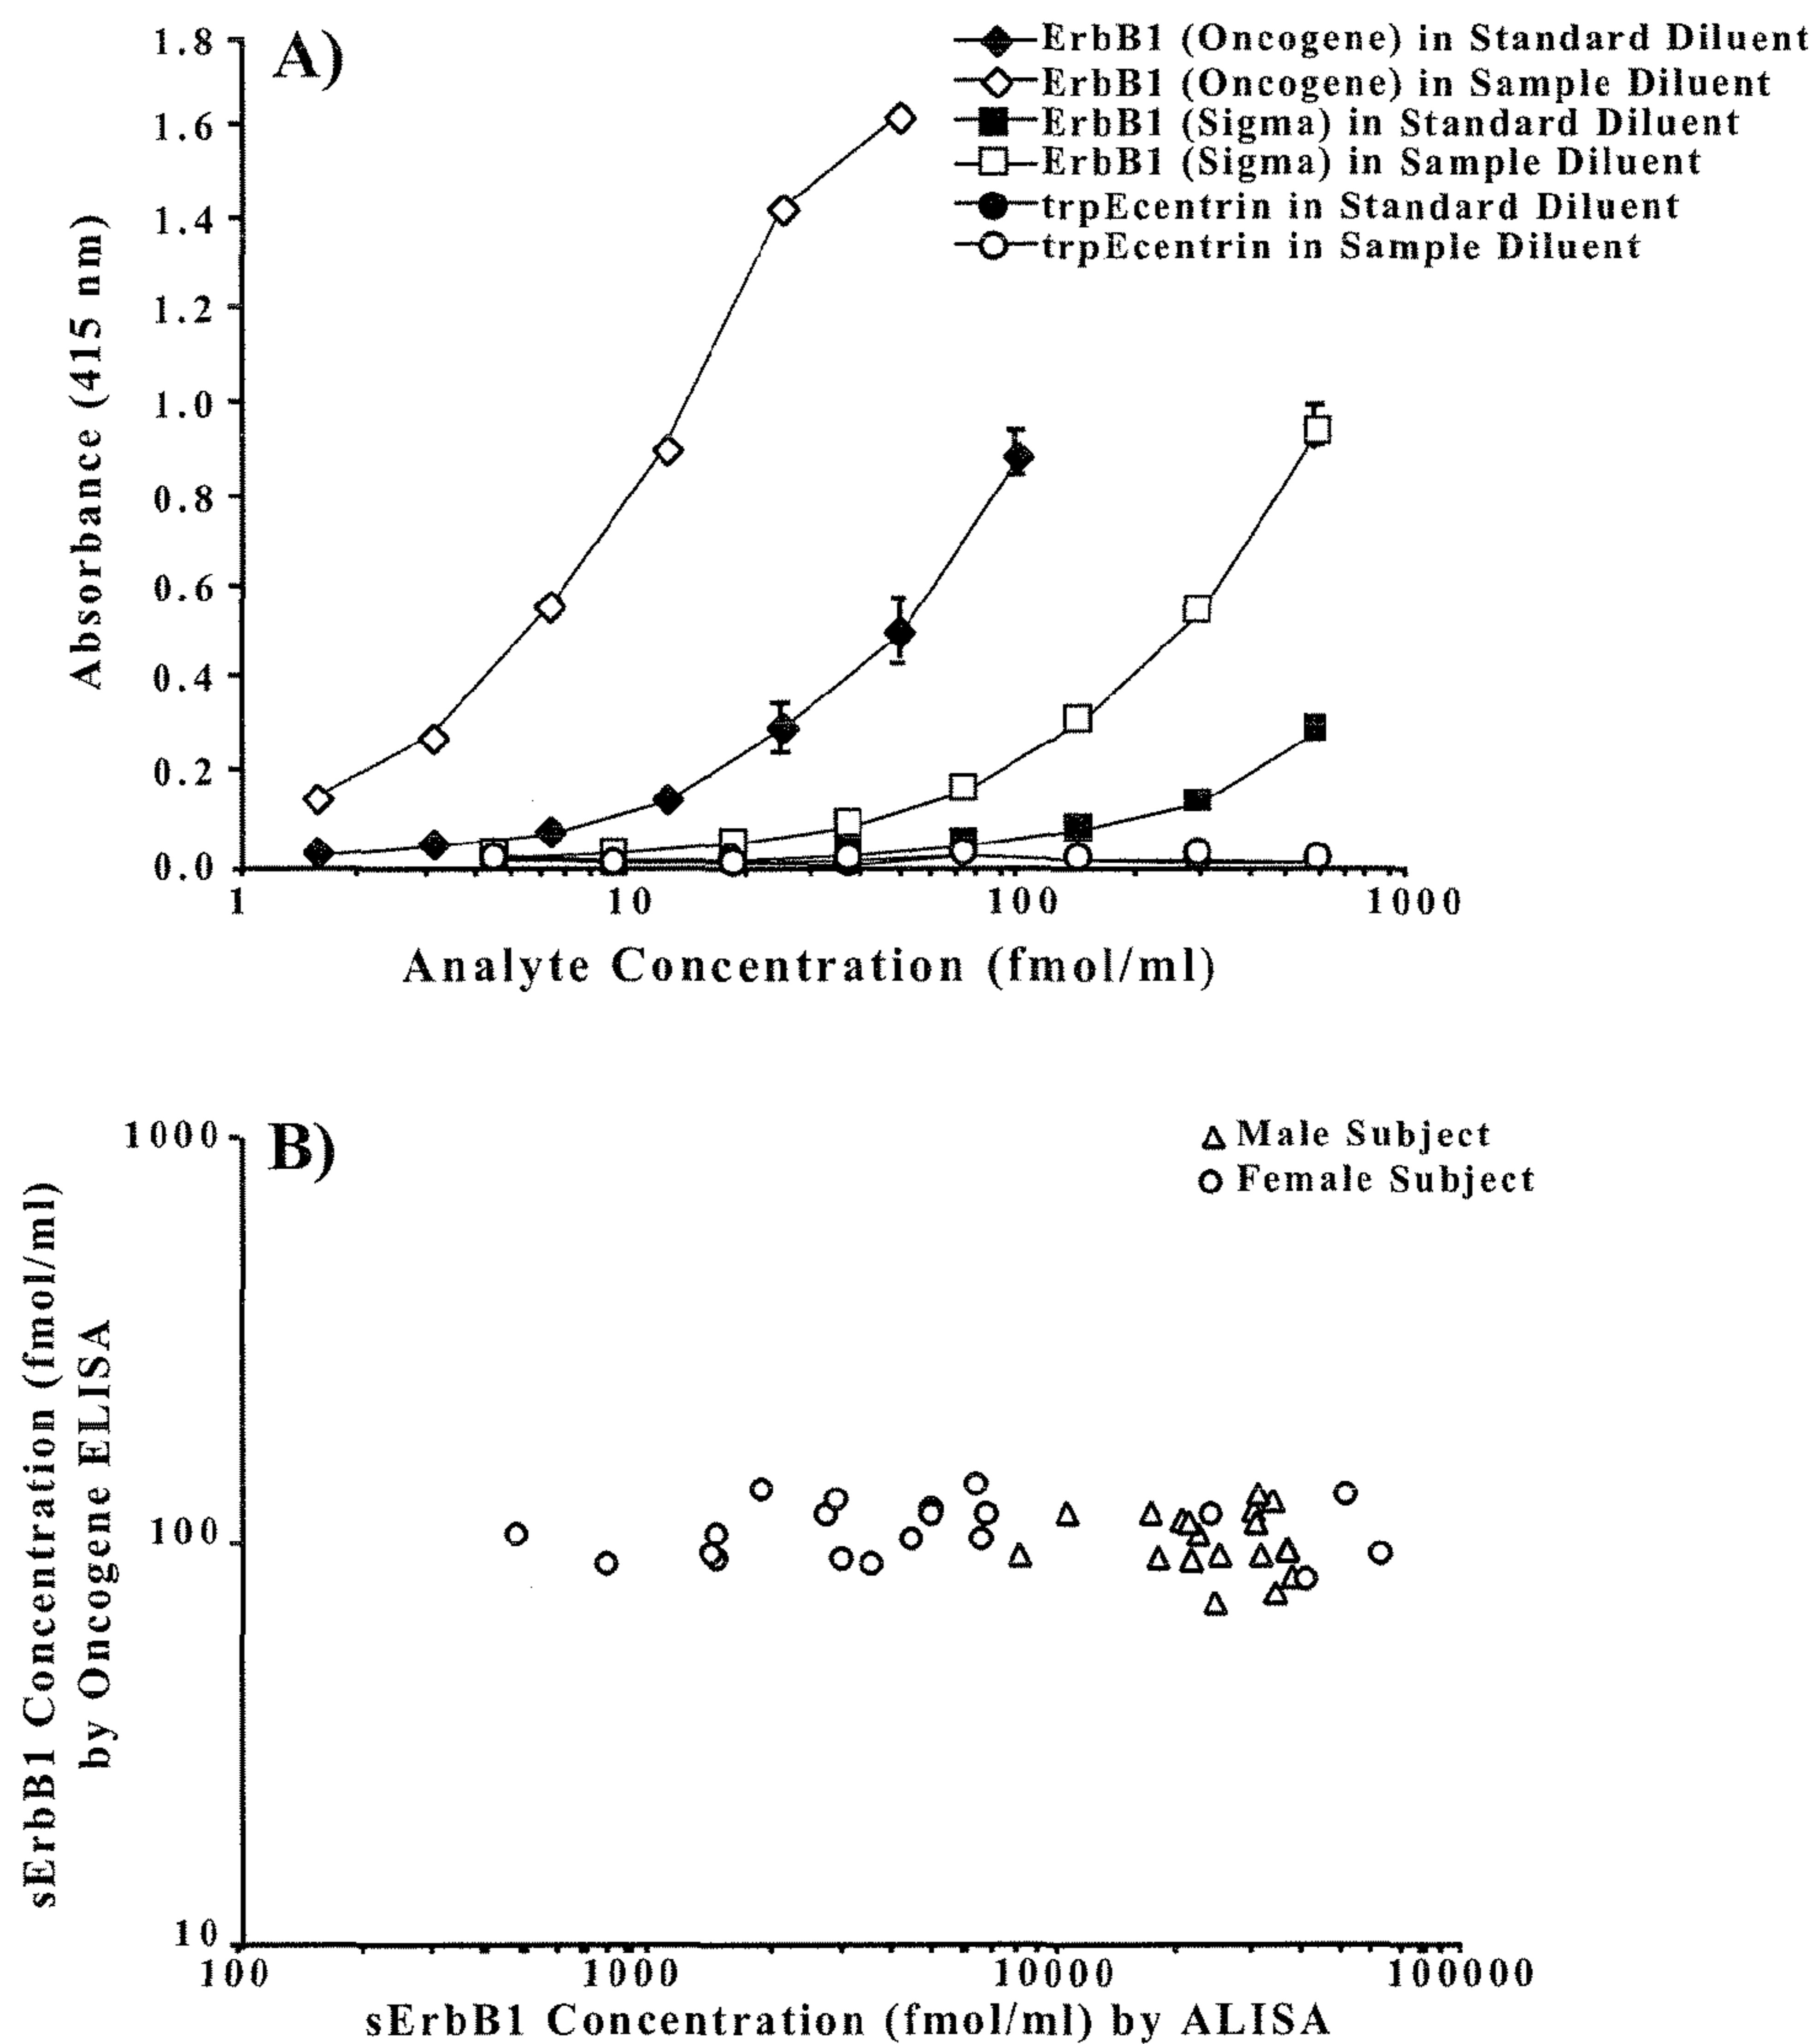 A)
ErbB1 (Oncogene) in Standard Diluent
ErbB1 (Oncogene) in Sample Diluent
ErbB1 (Sigma) in Standard Diluent
ErbB1 (Sigma) in Sample Diluent
trpEcentrin in Standard Diluent
trpEcentrin in Sample Diluent
Absorbance (415 nm)
1.8
1.6
1.4
1.2
1.0
0.8
0.6
0.4
0.2
0.0
1 10 100 1000
Analyte Concentration (fmol/ml)
B)
Male Subject
Female Subject
sErbB1 Concentration (fmol/ml)
by Oncogene ELISA
1000
100
10
100 1000 10000 100000
sErbB1 Concentration (fmol/ml) by ALISA